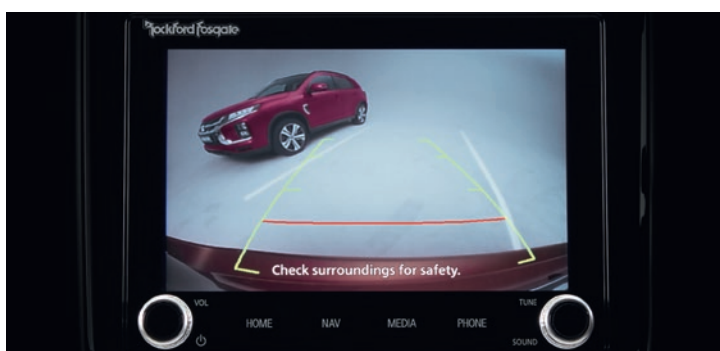 Rockford Fosgate
Check surroundings for safety.
VOL
TUNE
HOME NAV MEDIA PHONE
SOUND